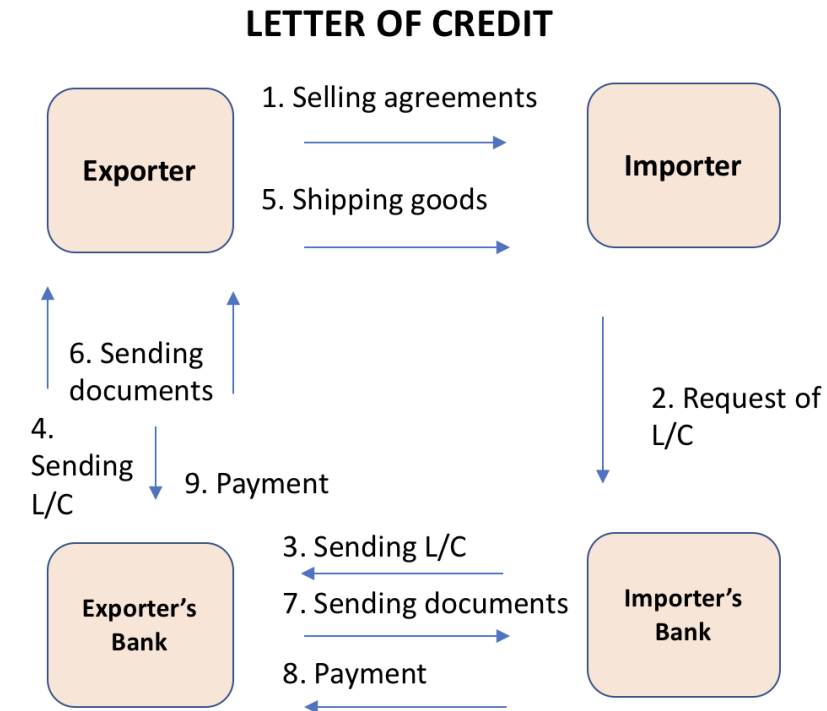 LETTER OF CREDIT
Exporter
1. Selling agreements
5. Shipping goods
Importer
6. Sending
documents
4.
Sending
L/C
9. Payment
2. Request of
L/C
Exporter’s
Bank
3. Sending L/C
7. Sending documents
8. Payment
Importer’s
Bank